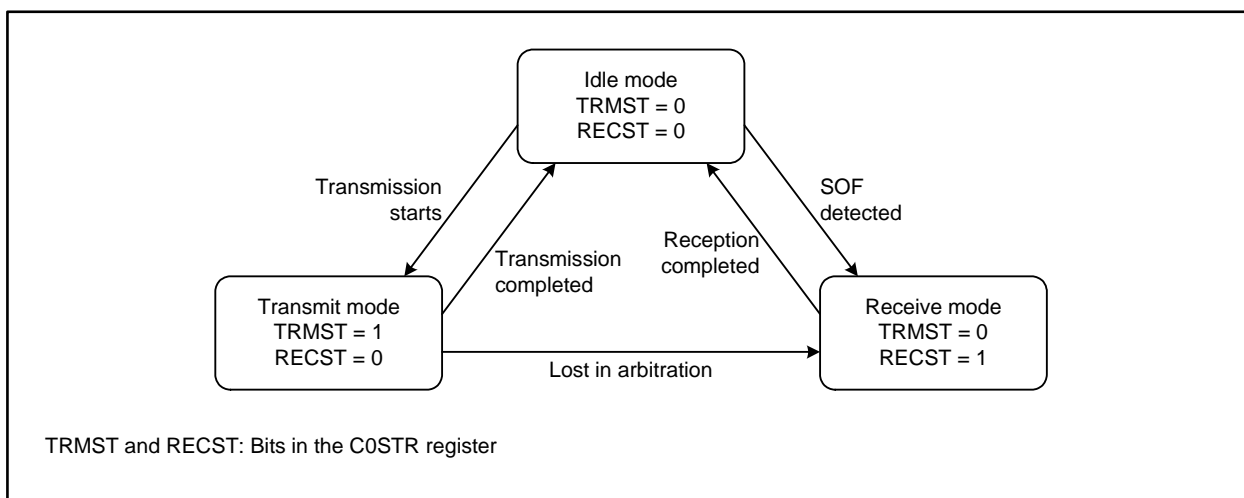 Idle mode
TRMST = 0
RECST = 0
Transmission
starts
SOF
detected
Transmission
completed
Reception
completed
Transmit mode
TRMST = 1
RECST = 0
Receive mode
TRMST = 0
RECST = 1
Lost in arbitration
TRMST and RECST: Bits in the C0STR register